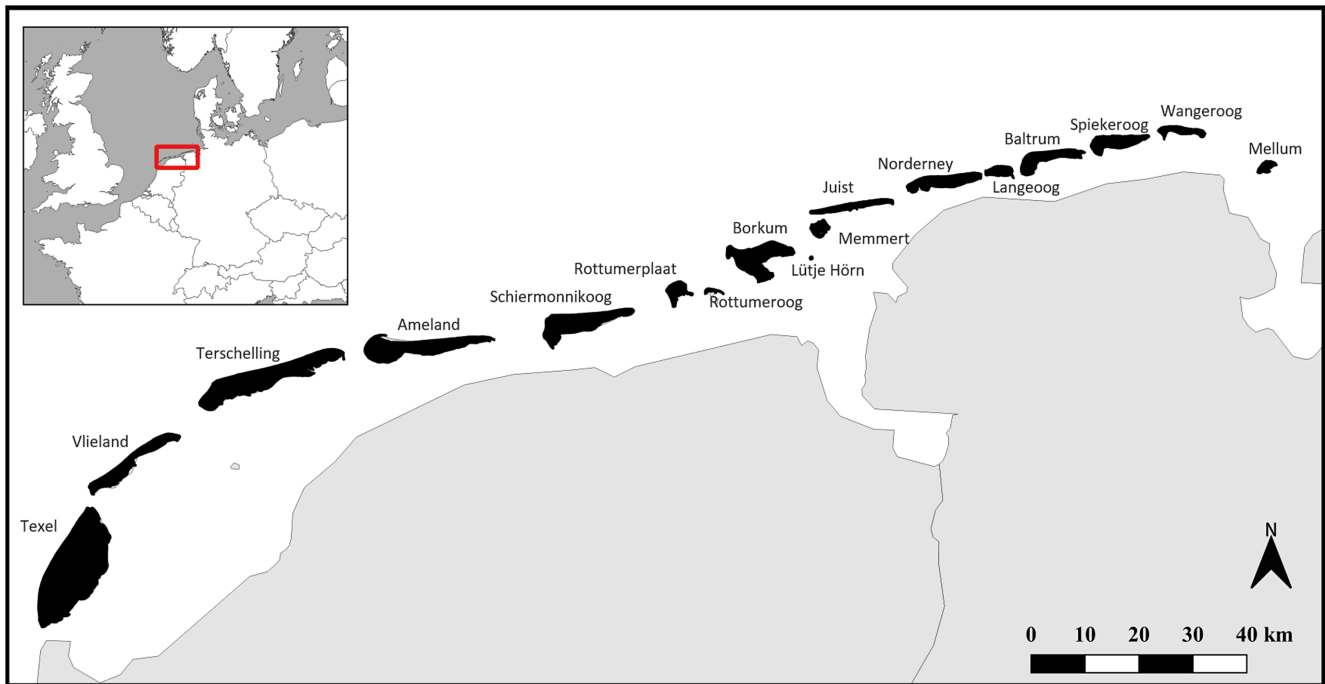 Wangeroog
Spiekeroog
Baltrum
Mellum
Norderney
Langeoog
Juist
Memmert
Borkum
Lütje Hörn
Rottumerplaat
Rottumeroog
Schiermonnikoog
Ameland
Terschelling
Vlieland
Texel
N
0 10 20 30 40 km